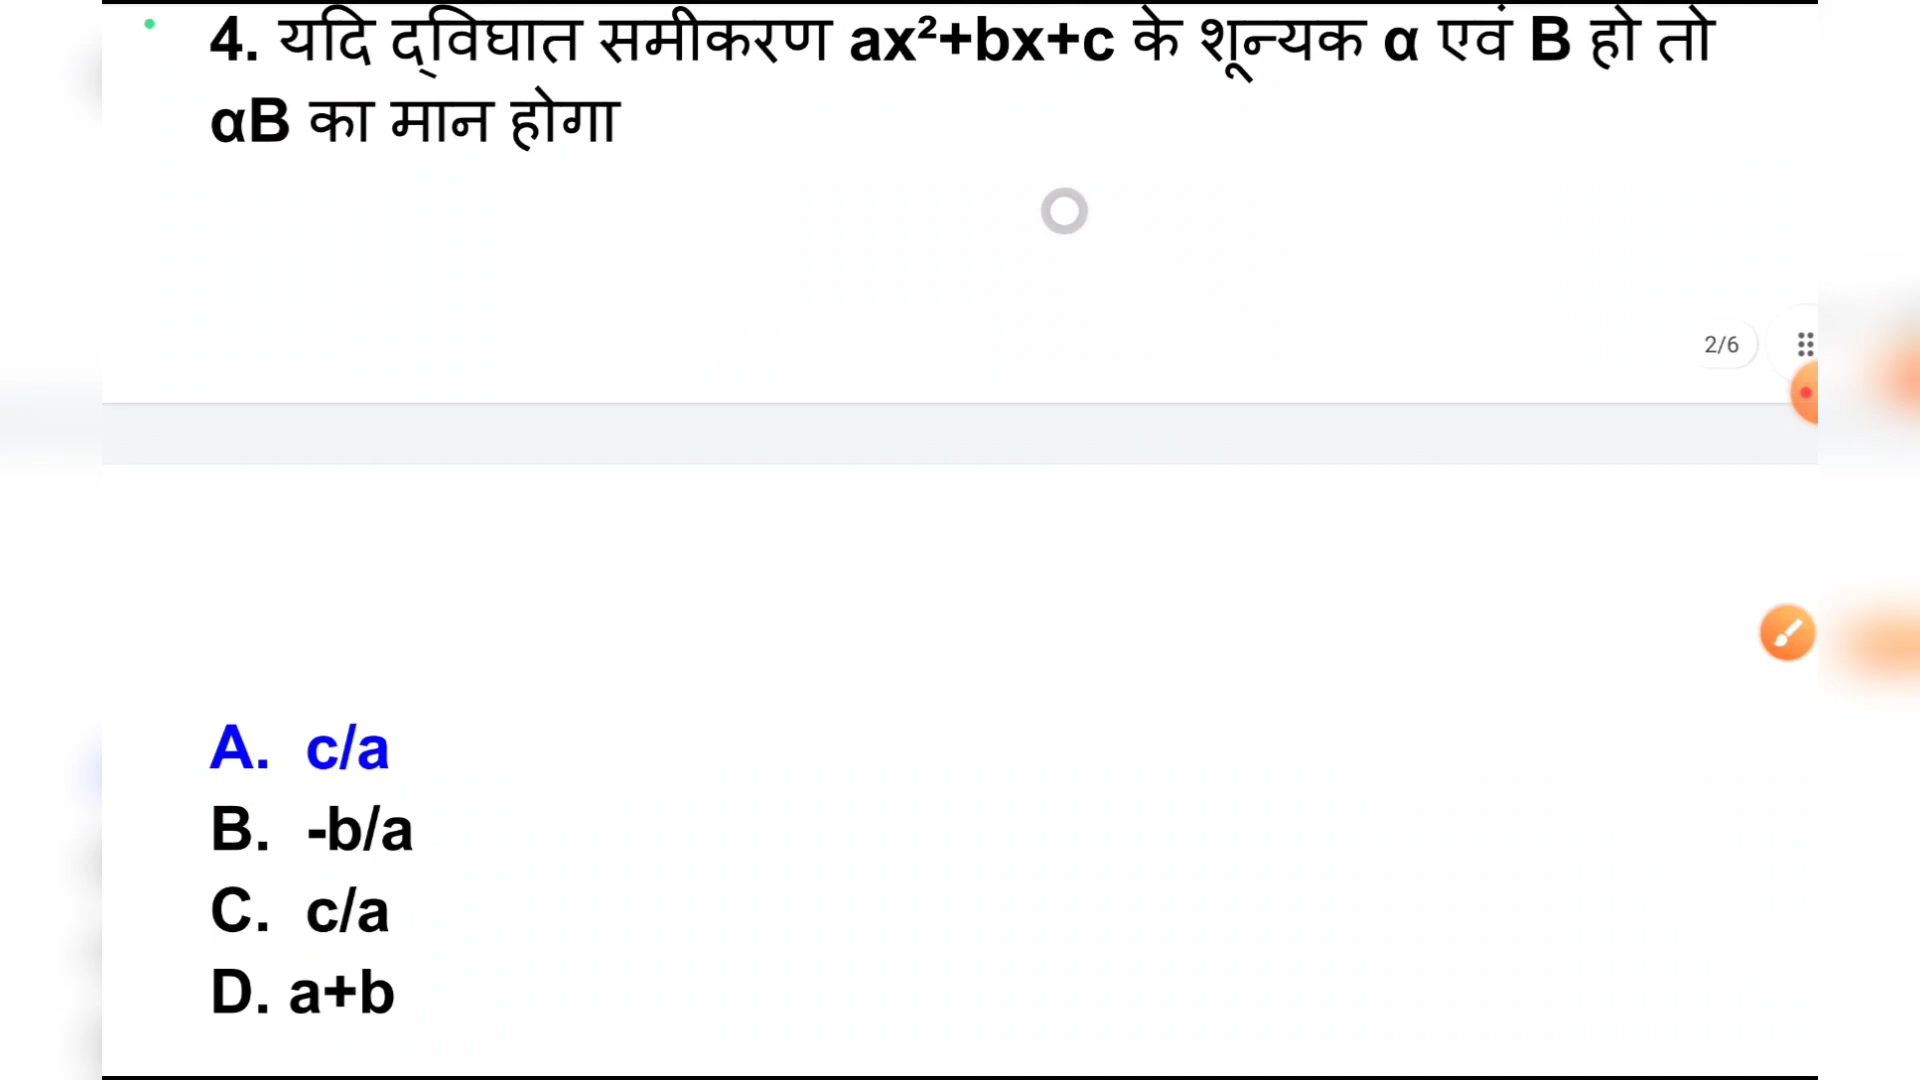 4. यदि द्विघात समीकरण ax²+bx+c के शून्यक α एवं B हो तो
αB का मान होगा
2/6
A. c/a
B. -b/a
C. c/a
D. a+b